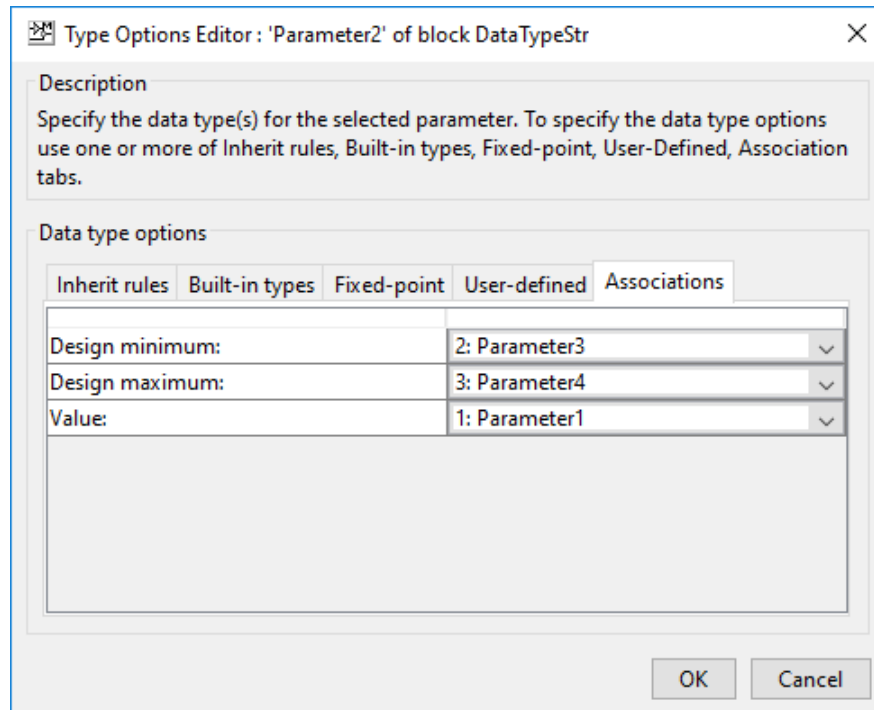 Type Options Editor : 'Parameter2' of block DataTypeStr
Description
Specify the data type(s) for the selected parameter. To specify the data type options
use one or more of Inherit rules, Built-in types, Fixed-point, User-Defined, Association
tabs.
Data type options
Inherit rules Built-in types Fixed-point User-defined Associations
Design minimum: 2: Parameter3
Design maximum: 3: Parameter4
Value: 1: Parameter1
OK Cancel